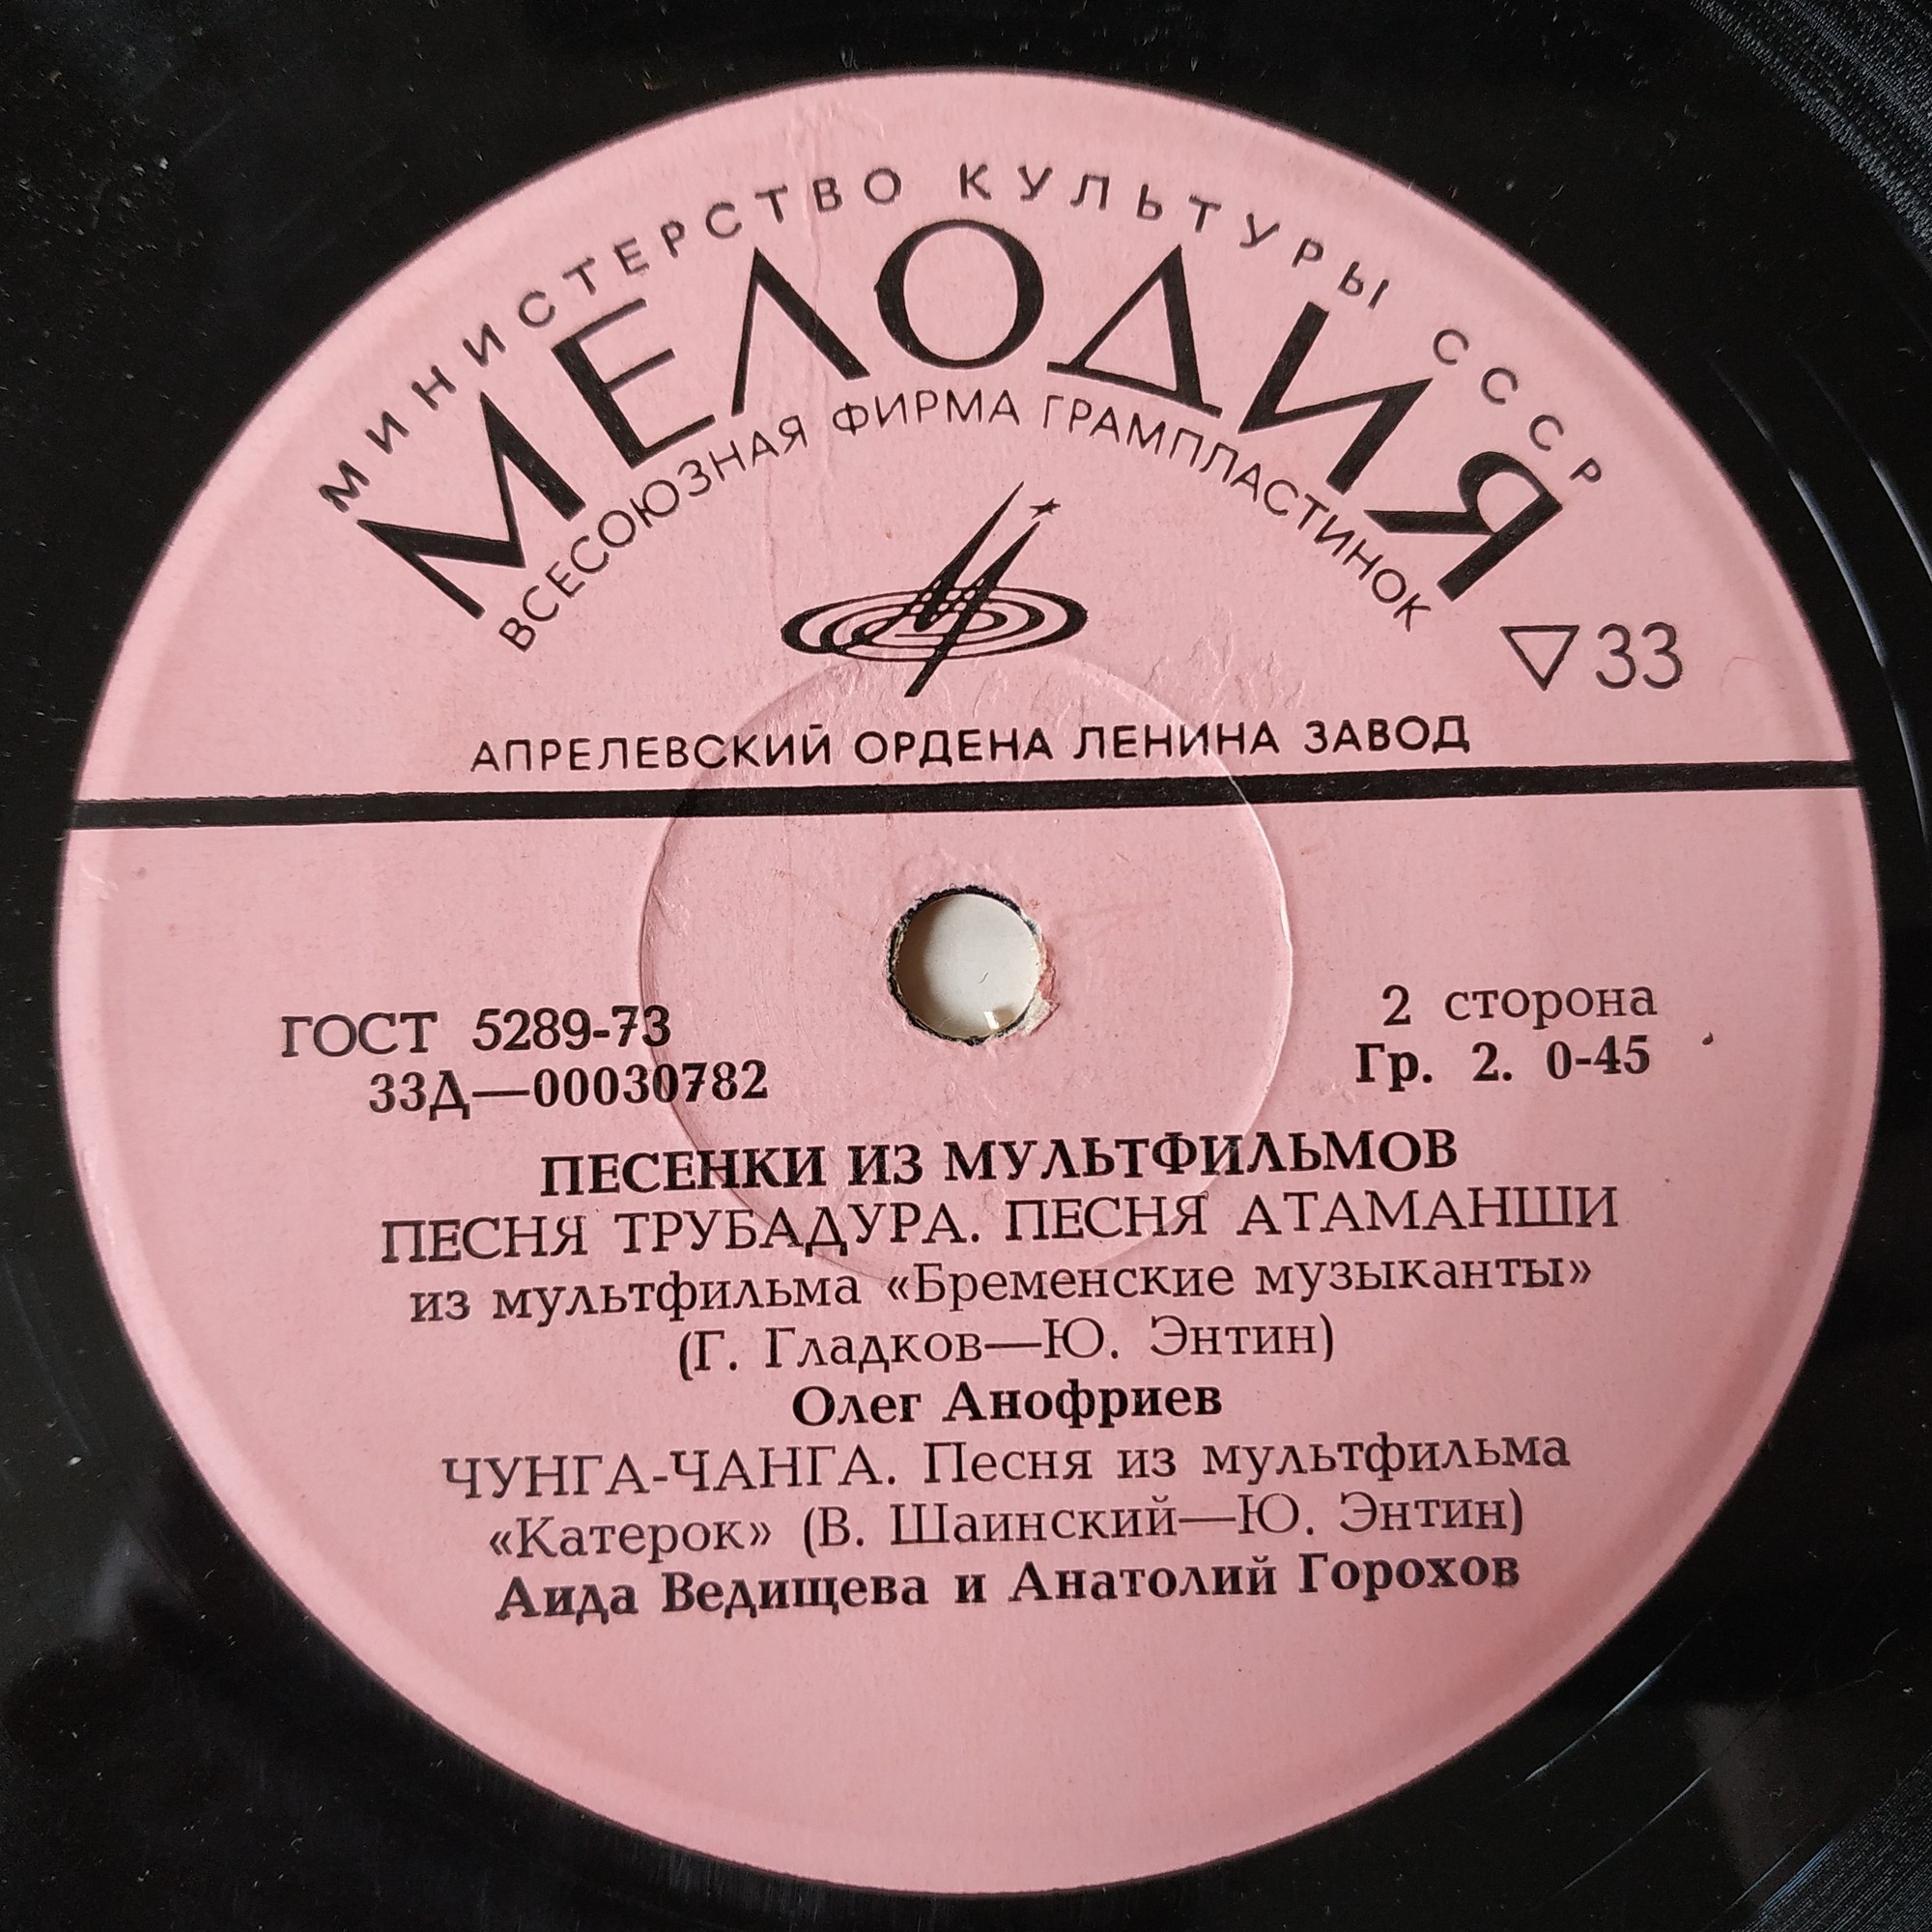 МИНИСТЕРСТВО КУЛЬТУРЫ СССР
МЕЛОДИЯ
ВСЕСОЮЗНАЯ ФИРМА ГРАМПЛАСТИНОК
▽33
АПРЕЛЕВСКИЙ ОРДЕНА ЛЕНИНА ЗАВОД
ГОСТ 5289-73
33Д—00030782
2 сторона
Гр. 2. 0-45
ПЕСЕНКИ ИЗ МУЛЬТФИЛЬМОВ
ПЕСНЯ ТРУБАДУРА. ПЕСНЯ АТАМАНШИ
из мультфильма «Бременские музыканты»
(Г. Гладков—Ю. Энтин)
Олег Анофриев
ЧУНГА-ЧАНГА. Песня из мультфильма
«Катерок» (В. Шаинский—Ю. Энтин)
Аида Ведищева и Анатолий Горохов